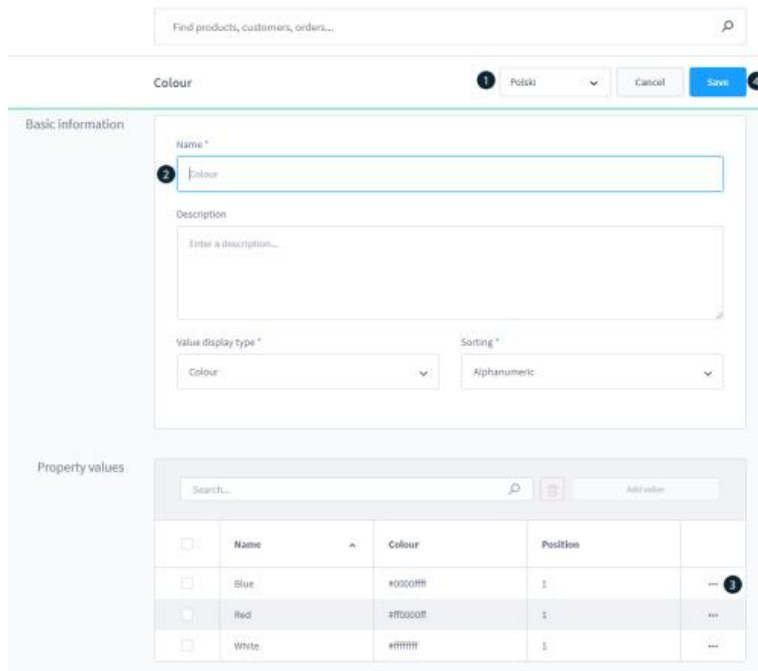 Find products, customers, orders...
Colour
1 Polski Cancel Save 4
Basic information
Name *
2 Colour
Description
Enter a description...
Value display type * Sorting *
Colour Alphanumeric
Property values
Search... Add value
Name Colour Position
Blue #0000ffff 1 ... 3
Red #ff0000ff 1 ...
White #ffffffff 1 ...